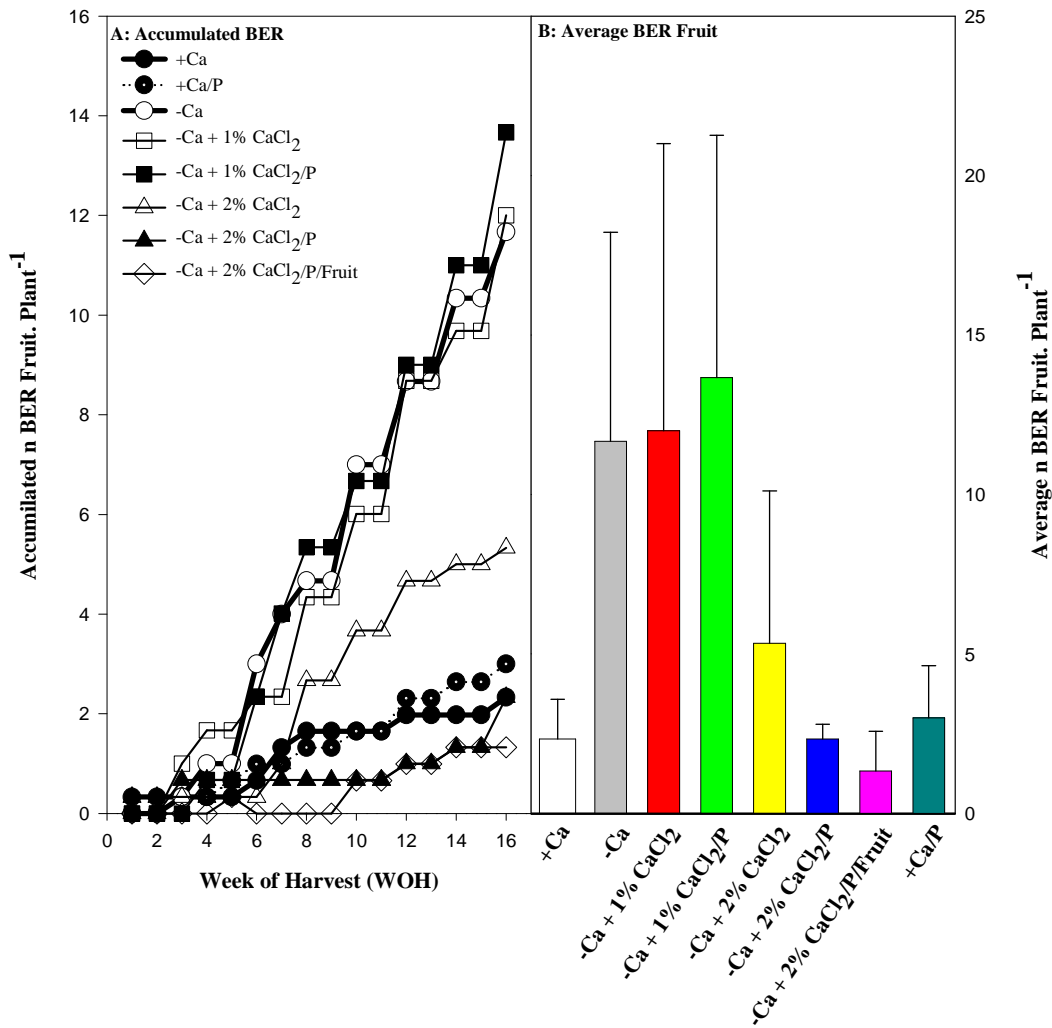 A: Accumulated BER
+Ca
+Ca/P
-Ca
-Ca + 1% CaCl2
-Ca + 1% CaCl2/P
-Ca + 2% CaCl2
-Ca + 2% CaCl2/P
-Ca + 2% CaCl2/P/Fruit
16
14
12
10
8
6
4
2
0
Accumilated n BER Fruit. Plant-1
0 2 4 6 8 10 12 14 16
Week of Harvest (WOH)
B: Average BER Fruit
25
20
15
10
5
0
Average n BER Fruit. Plant-1
+Ca
-Ca
-Ca + 1% CaCl2
-Ca + 1% CaCl2/P
-Ca + 2% CaCl2
-Ca + 2% CaCl2/P
-Ca + 2% CaCl2/P/Fruit
+Ca/P